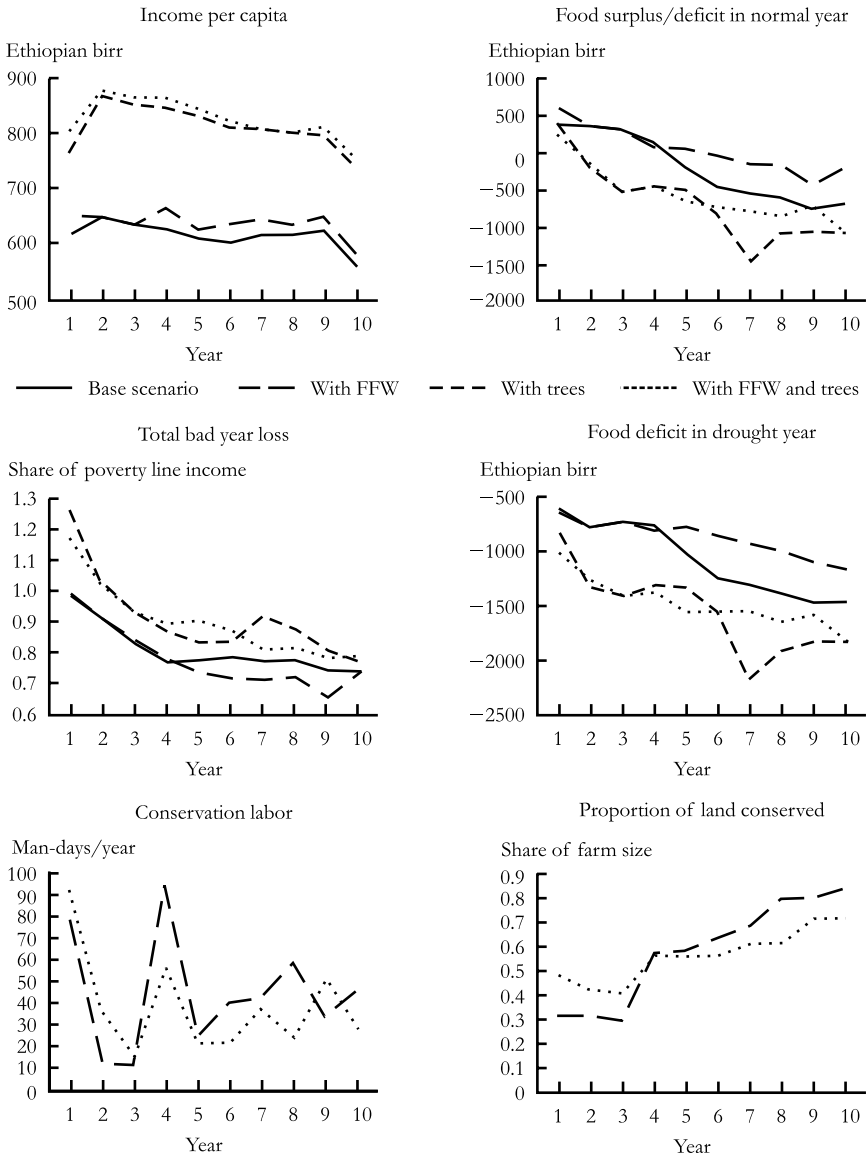 Income per capita
Ethiopian birr
900
800
700
600
500
1 2 3 4 5 6 7 8 9 10
Year
Food surplus/deficit in normal year
Ethiopian birr
1000
500
0
−500
−1000
−1500
−2000
1 2 3 4 5 6 7 8 9 10
Year
Base scenario With FFW With trees With FFW and trees
Total bad year loss
Share of poverty line income
1.3
1.2
1.1
1.0
0.9
0.8
0.7
0.6
1 2 3 4 5 6 7 8 9 10
Year
Food deficit in drought year
Ethiopian birr
−500
−1000
−1500
−2000
−2500
1 2 3 4 5 6 7 8 9 10
Year
Conservation labor
Man-days/year
100
90
80
70
60
50
40
30
20
10
0
1 2 3 4 5 6 7 8 9 10
Year
Proportion of land conserved
Share of farm size
0.9
0.8
0.7
0.6
0.5
0.4
0.3
0.2
0.1
0
1 2 3 4 5 6 7 8 9 10
Year